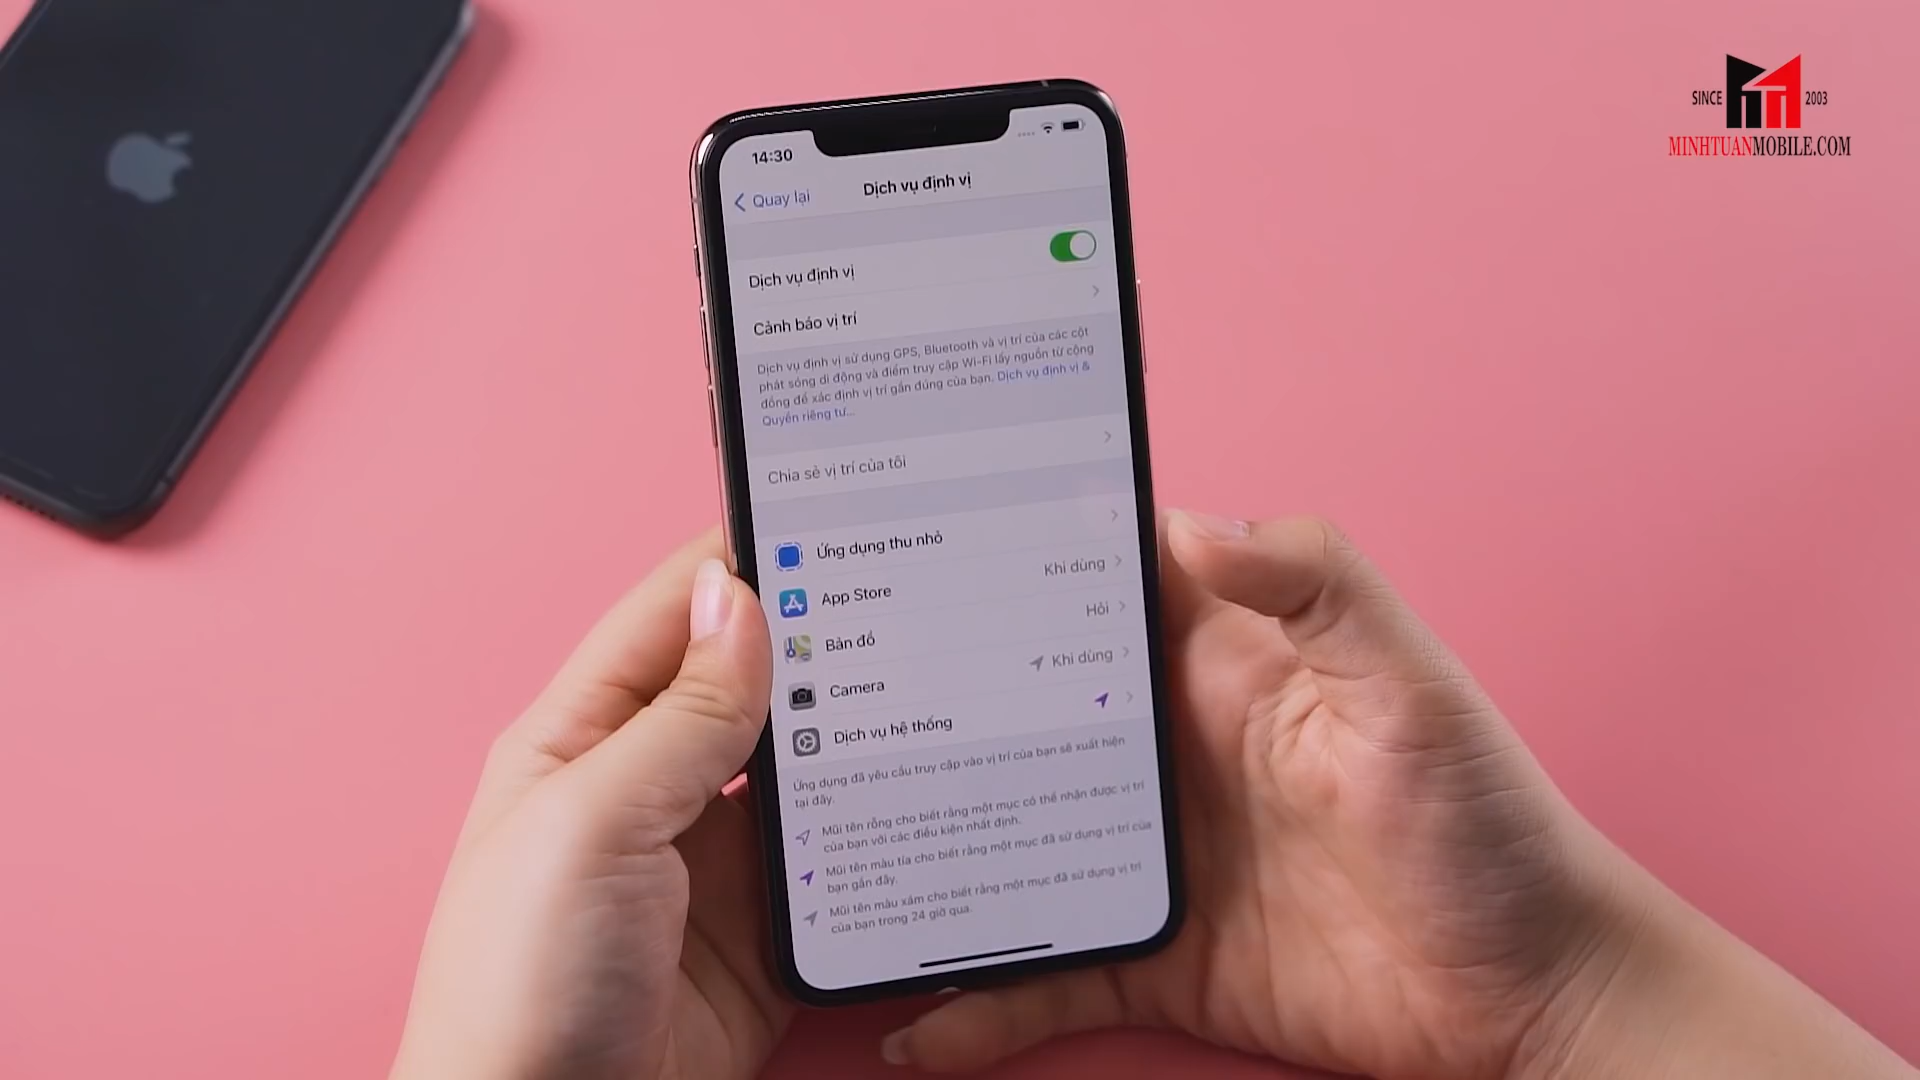 SINCE 2003
MINHTUANMOBILE.COM
14:30
Quay lại
Dịch vụ định vị
Dịch vụ định vị
Cảnh báo vị trí
Dịch vụ định vị sử dụng GPS, Bluetooth và vị trí của các cột
phát sóng di động và điểm truy cập Wi-Fi lấy nguồn từ cộng
đồng để xác định vị trí gần đúng của bạn. Dịch vụ định vị &
Quyền riêng tư...
Chia sẻ vị trí của tôi
Ứng dụng thu nhỏ
App Store Khi dùng
Bản đồ Hỏi
Camera Khi dùng
Dịch vụ hệ thống
Ứng dụng đã yêu cầu truy cập vào vị trí của bạn sẽ xuất hiện
tại đây.
Mũi tên rỗng cho biết rằng một mục có thể nhận được vị trí
của bạn với các điều kiện nhất định.
Mũi tên màu tía cho biết rằng một mục đã sử dụng vị trí của
bạn gần đây.
Mũi tên màu xám cho biết rằng một mục đã sử dụng vị trí
của bạn trong 24 giờ qua.